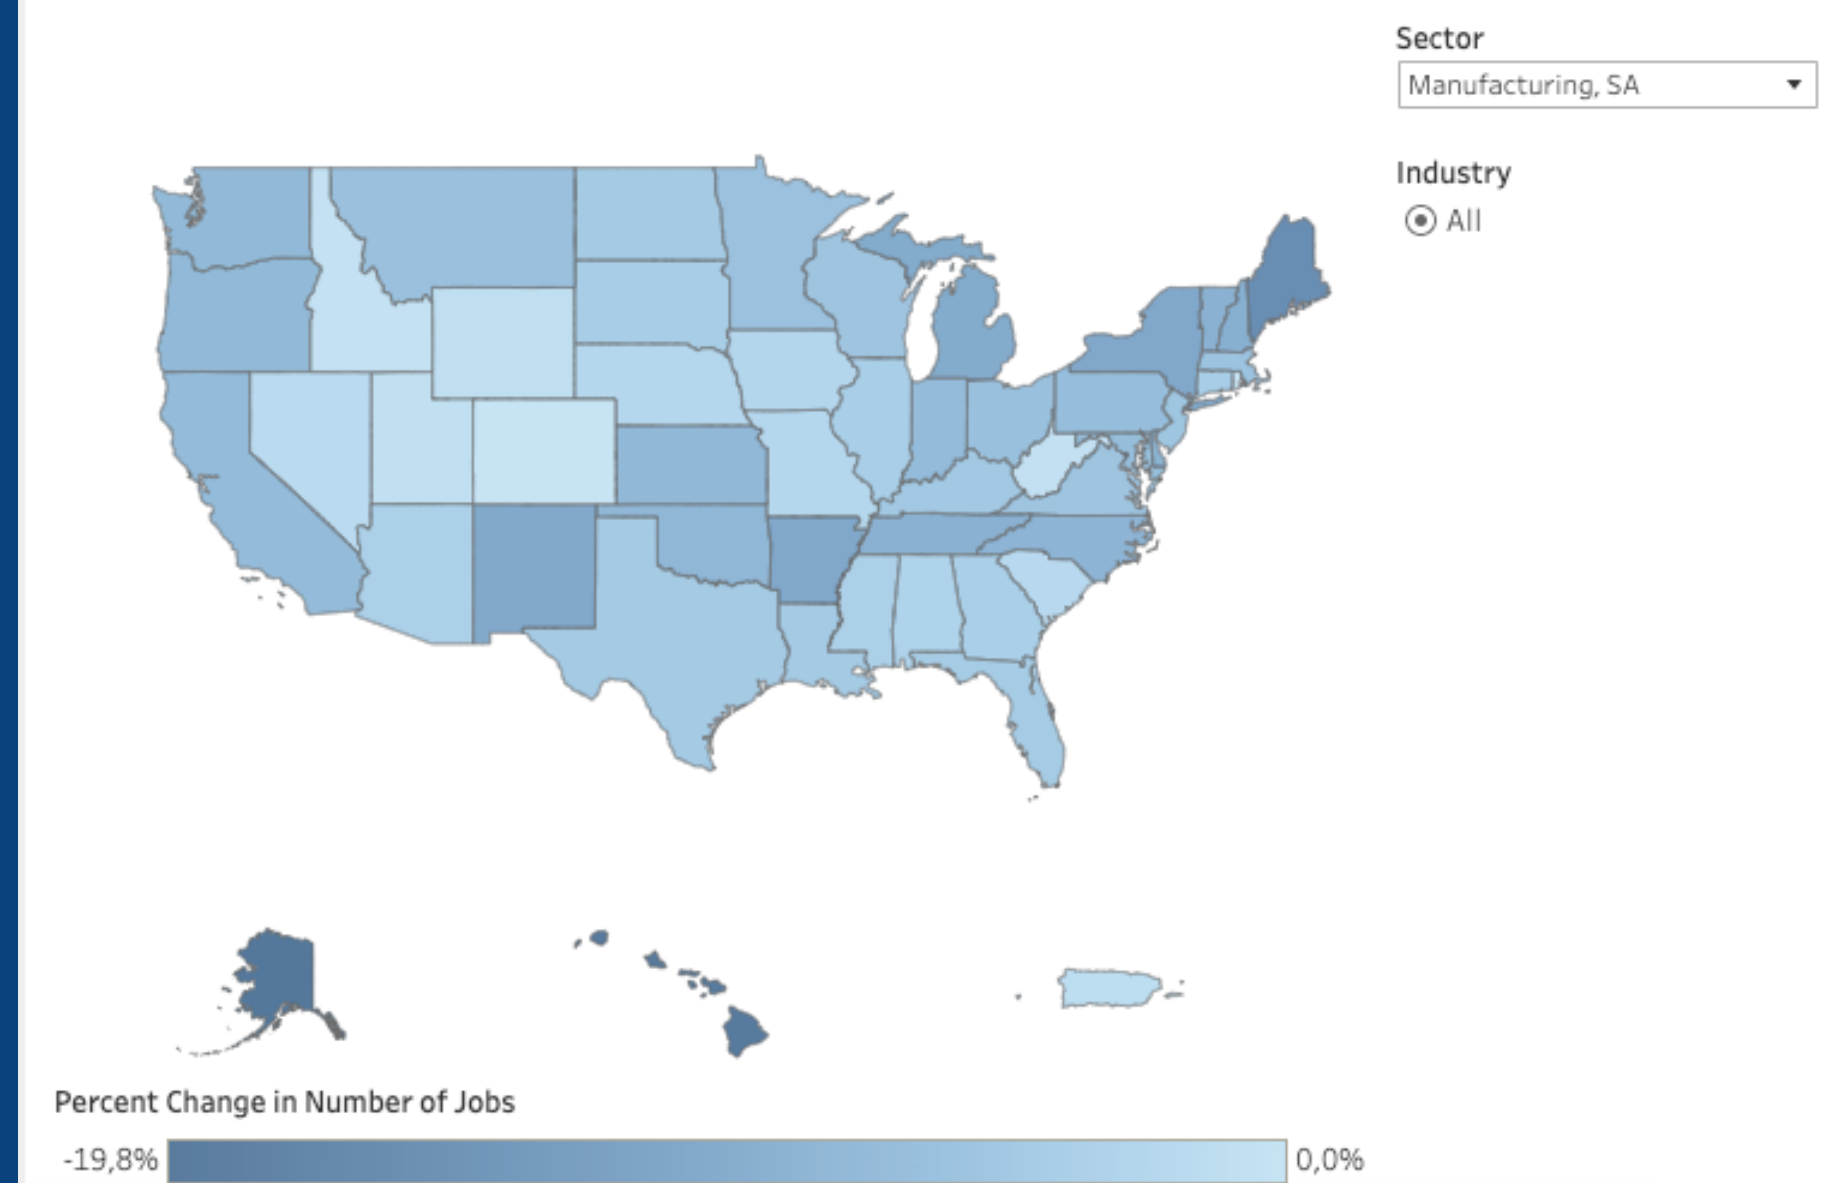 Sector
Manufacturing, SA
Industry
All
Percent Change in Number of Jobs
-19,8%
0,0%